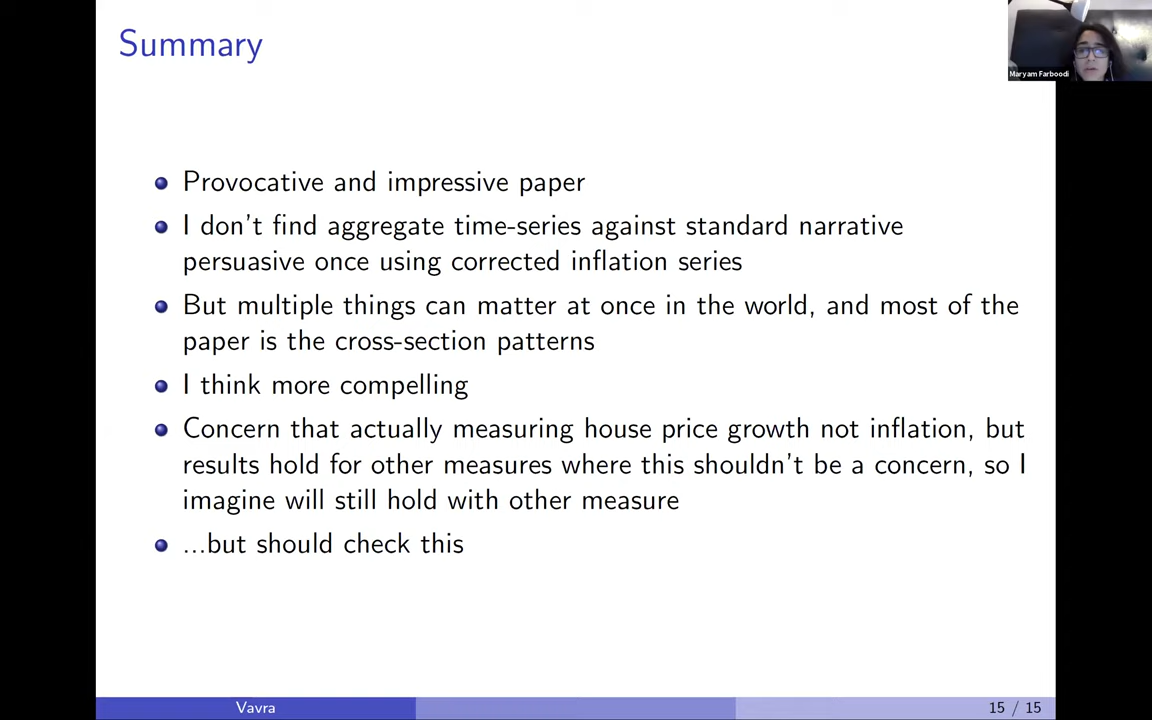 Summary
Maryam Farboodi
Provocative and impressive paper
I don't find aggregate time-series against standard narrative
persuasive once using corrected inflation series
But multiple things can matter at once in the world, and most of the
paper is the cross-section patterns
I think more compelling
Concern that actually measuring house price growth not inflation, but
results hold for other measures where this shouldn't be a concern, so I
imagine will still hold with other measure
...but should check this
Vavra
15 / 15